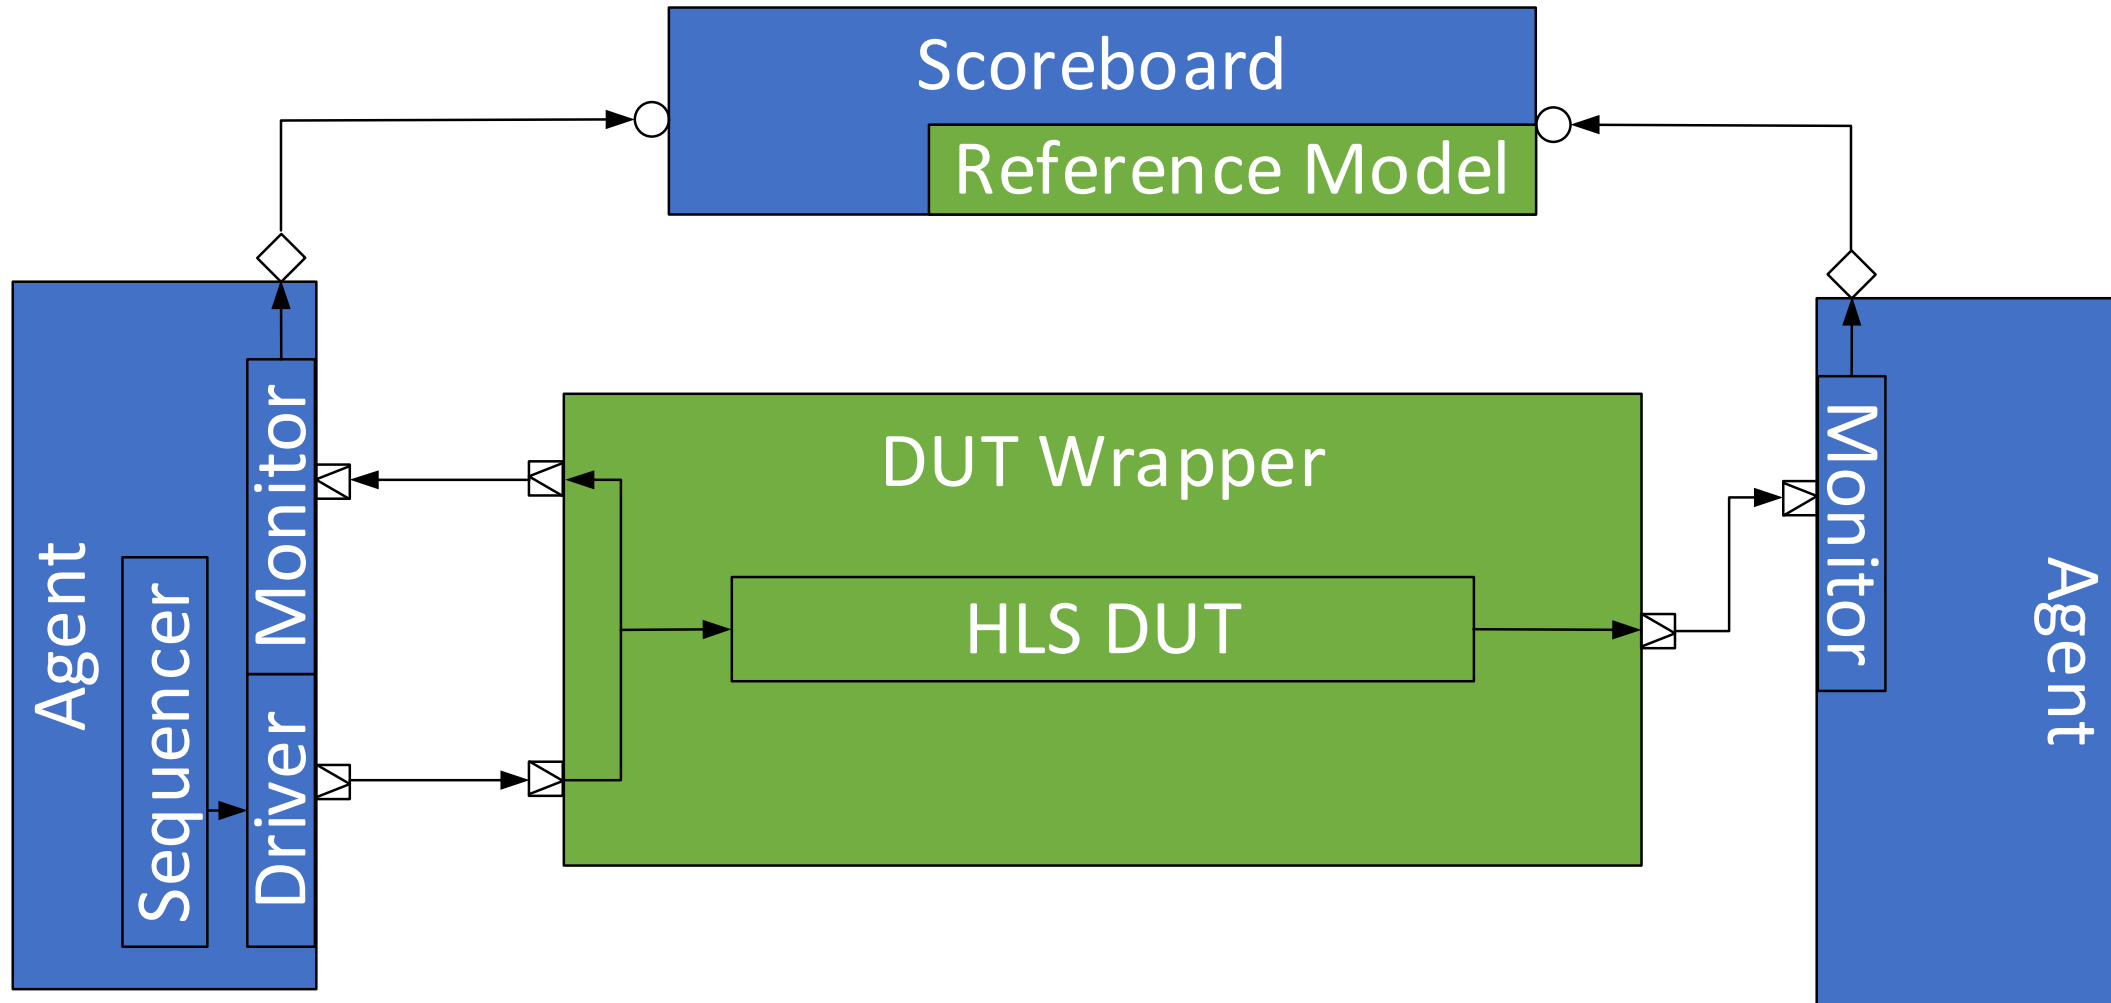 Scoreboard
Reference Model
Agent
Sequencer
Monitor
Driver
DUT Wrapper
HLS DUT
Monitor
Agent